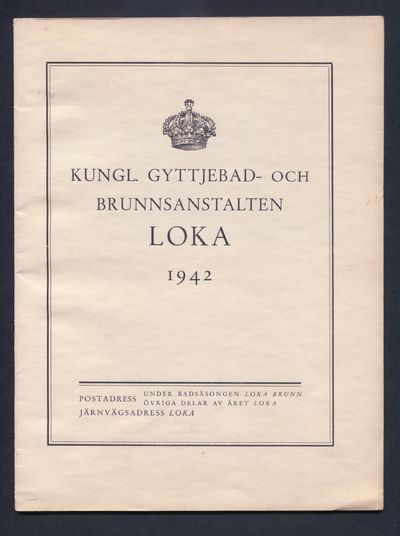 KUNGL. GYTTJEBAD- OCH
BRUNNSANSTALTEN
LOKA
1942
POSTADRESS UNDER BADSÄSONGEN LOKA BRUNN
ÖVRIGA DELAR AV ÅRET LOKA
JÄRNVÄGSADRESS LOKA